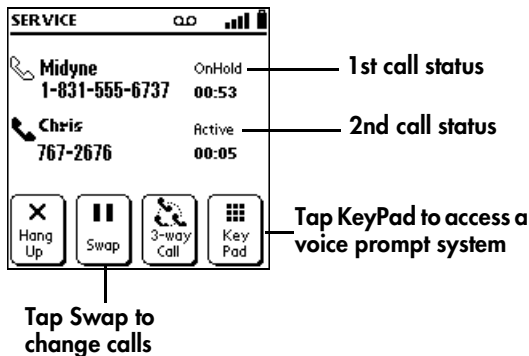 SERVICE
Midyne OnHold 1st call status
1-831-555-6737 00:53
Chris Active 2nd call status
767-2676 00:05
Hang Up
Swap
3-way Call
Key Pad
Tap KeyPad to access a
voice prompt system
Tap Swap to
change calls